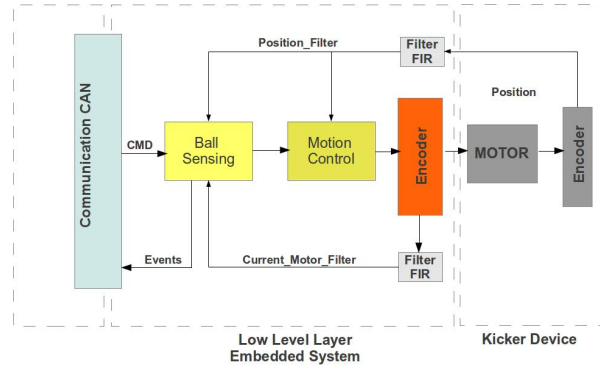 Position_Filter
Filter
FIR
Position
Communication CAN
CMD
Ball
Sensing
Motion
Control
Encoder
MOTOR
Encoder
Events
Current_Motor_Filter
Filter
FIR
Low Level Layer
Embedded System
Kicker Device